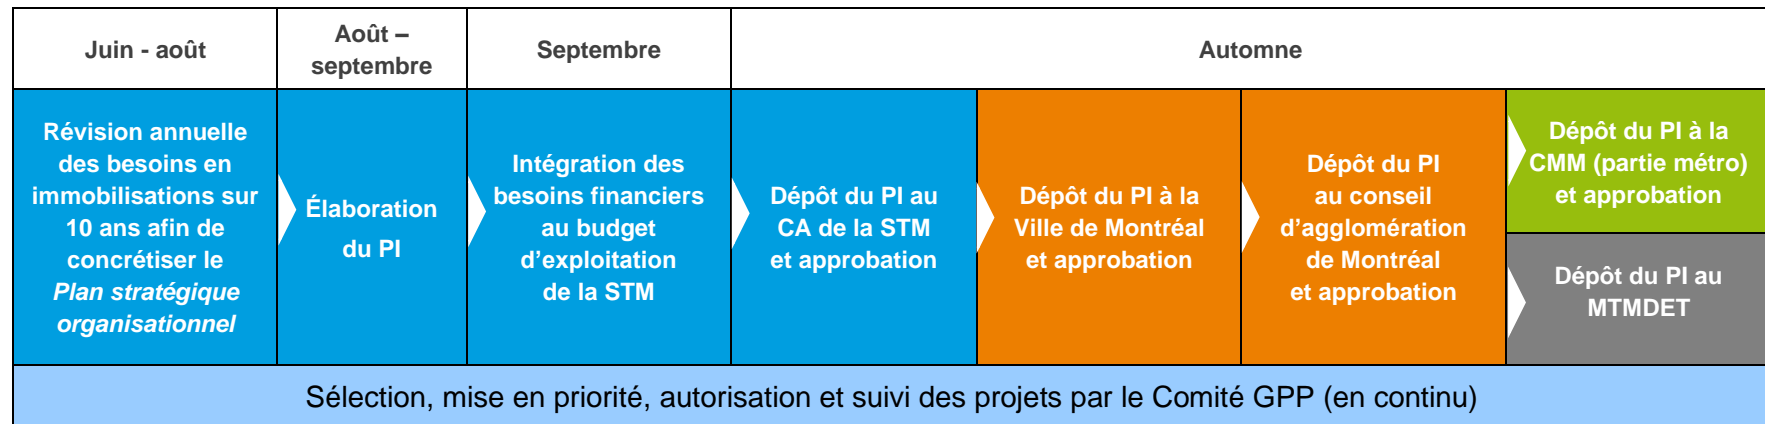 Juin - août
Août –
septembre
Septembre
Automne
Révision annuelle
des besoins en
immobilisations sur
10 ans afin de
concrétiser le
Plan stratégique
organisationnel
Élaboration
du PI
Intégration des
besoins financiers
au budget
d'exploitation
de la STM
Dépôt du PI au
CA de la STM
et approbation
Dépôt du PI à la
Ville de Montréal
et approbation
Dépôt du PI
au conseil
d'agglomération
de Montréal
et approbation
Dépôt du PI à la
CMM (partie métro)
et approbation
Dépôt du PI au
MTMDET
Sélection, mise en priorité, autorisation et suivi des projets par le Comité GPP (en continu)